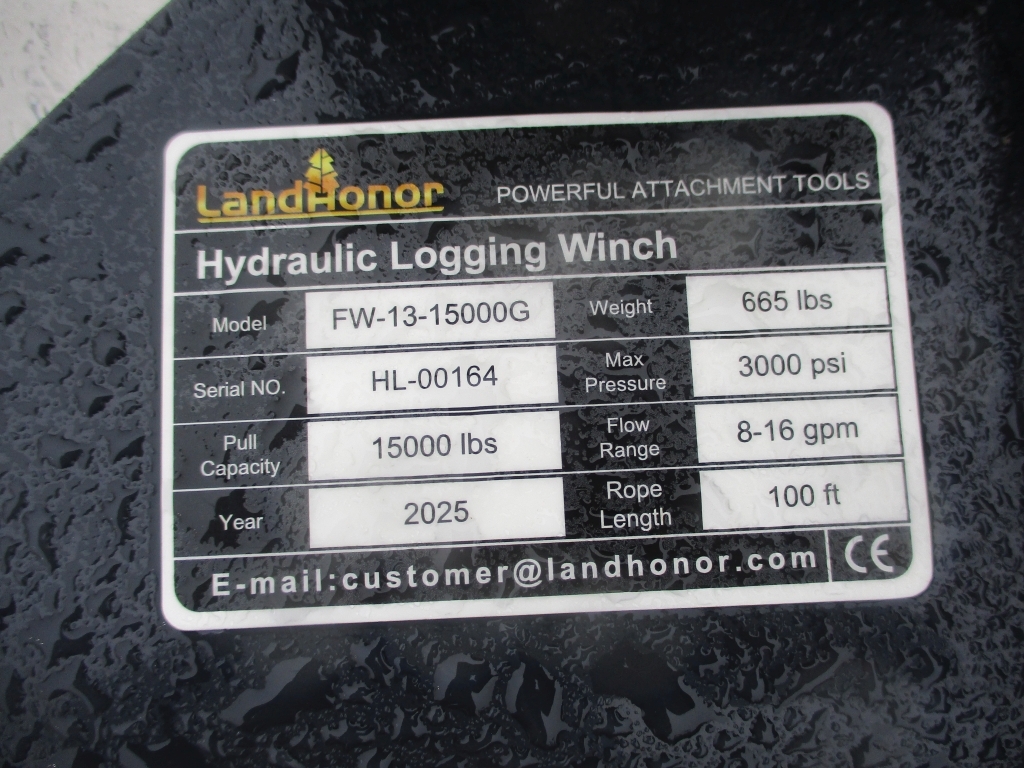 LandHonor POWERFUL ATTACHMENT TOOLS
Hydraulic Logging Winch
Model FW-13-15000G Weight 665 lbs
Serial NO. HL-00164 Max Pressure 3000 psi
Pull Capacity 15000 lbs Flow Range 8-16 gpm
Year 2025 Rope Length 100 ft
E-mail:customer@landhonor.com CE